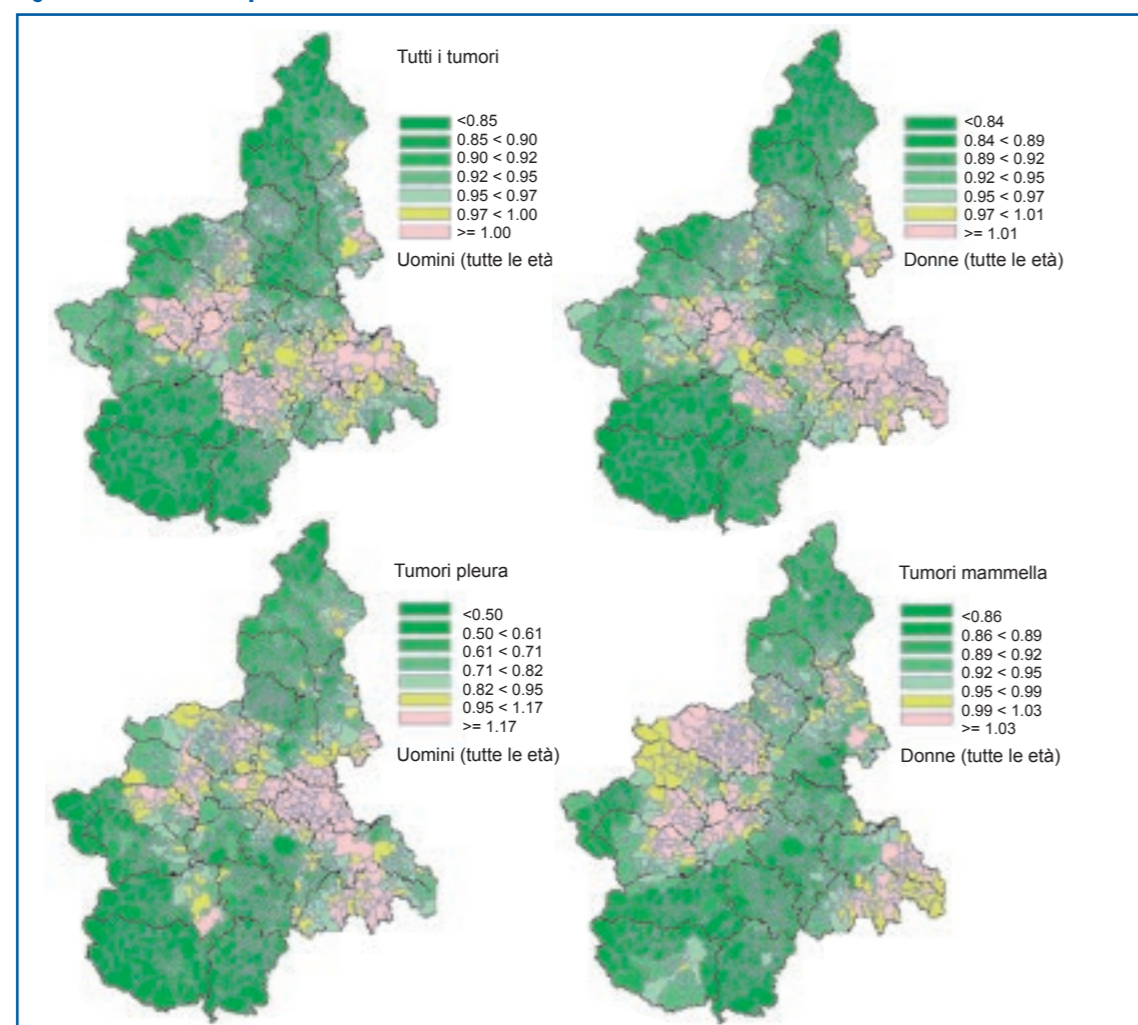 Tutti i tumori
<0.85
0.85 < 0.90
0.90 < 0.92
0.92 < 0.95
0.95 < 0.97
0.97 < 1.00
>= 1.00
Uomini (tutte le età
<0.84
0.84 < 0.89
0.89 < 0.92
0.92 < 0.95
0.95 < 0.97
0.97 < 1.01
>= 1.01
Donne (tutte le età)
Tumori pleura
<0.50
0.50 < 0.61
0.61 < 0.71
0.71 < 0.82
0.82 < 0.95
0.95 < 1.17
>= 1.17
Uomini (tutte le età)
Tumori mammella
<0.86
0.86 < 0.89
0.89 < 0.92
0.92 < 0.95
0.95 < 0.99
0.99 < 1.03
>= 1.03
Donne (tutte le età)